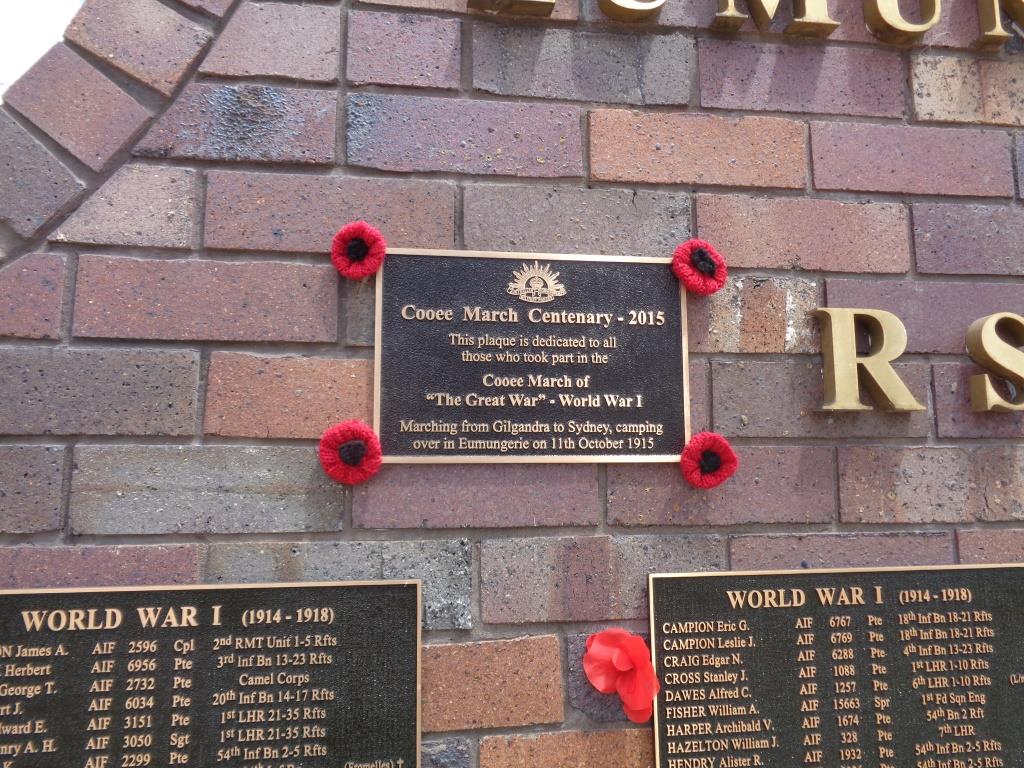 Cooee March Centenary - 2015
This plaque is dedicated to all
those who took part in the
Cooee March of
"The Great War" - World War I
Marching from Gilgandra to Sydney, camping
over in Eumungerie on 11th October 1915
RS
WORLD WAR I (1914 - 1918)
ON James A. AIF 2596 Cpl 2nd RMT Unit 1-5 Rfts
Herbert AIF 6956 Pte 3rd Inf Bn 13-23 Rfts
George T. AIF 2732 Pte Camel Corps
rt J. AIF 6034 Pte 20th Inf Bn 14-17 Rfts
dward E. AIF 3151 Pte 1st LHR 21-35 Rfts
nry A. H. AIF 3050 Sgt 1st LHR 21-35 Rfts
AIF 2299 Pte 54th Inf Bn 2-5 Rfts
(Fromelles) †
WORLD WAR I (1914 - 1918)
CAMPION Eric G. AIF 6767 Pte 18th Inf Bn 18-21 Rfts
CAMPION Leslie J. AIF 6769 Pte 18th Inf Bn 18-21 Rfts
CRAIG Edgar N. AIF 6288 Pte 4th Inf Bn 13-23 Rfts
CROSS Stanley J. AIF 1088 Pte 1st LHR 1-10 Rfts
DAWES Alfred C. AIF 1257 Pte 6th LHR 1-10 Rfts
FISHER William A. AIF 15663 Spr 1st Fd Sqn Eng
HARPER Archibald V. AIF 1674 Pte 54th Bn 2 Rft
HAZELTON William J. AIF 328 Pte 7th LHR
HENDRY Alister R. AIF 1932 Pte 54th Inf Bn 2-5 Rfts